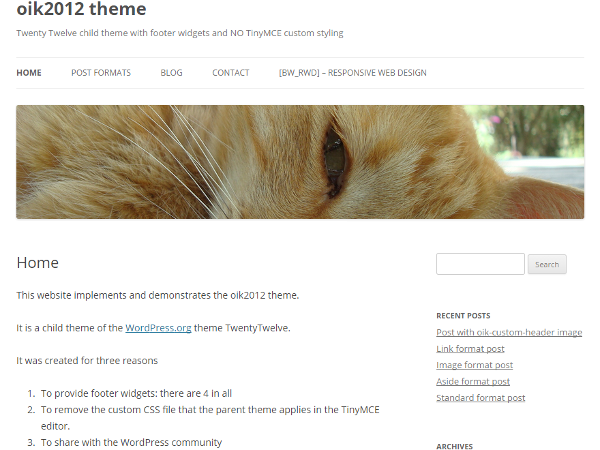 oik2012 theme
Twenty Twelve child theme with footer widgets and NO TinyMCE custom styling
HOME POST FORMATS BLOG CONTACT [BW_RWD] – RESPONSIVE WEB DESIGN
Home
This website implements and demonstrates the oik2012 theme.
It is a child theme of the WordPress.org theme TwentyTwelve.
It was created for three reasons
1. To provide footer widgets: there are 4 in all
2. To remove the custom CSS file that the parent theme applies in the TinyMCE
editor.
3. To share with the WordPress community
Search
RECENT POSTS
Post with oik-custom-header image
Link format post
Image format post
Aside format post
Standard format post
ARCHIVES